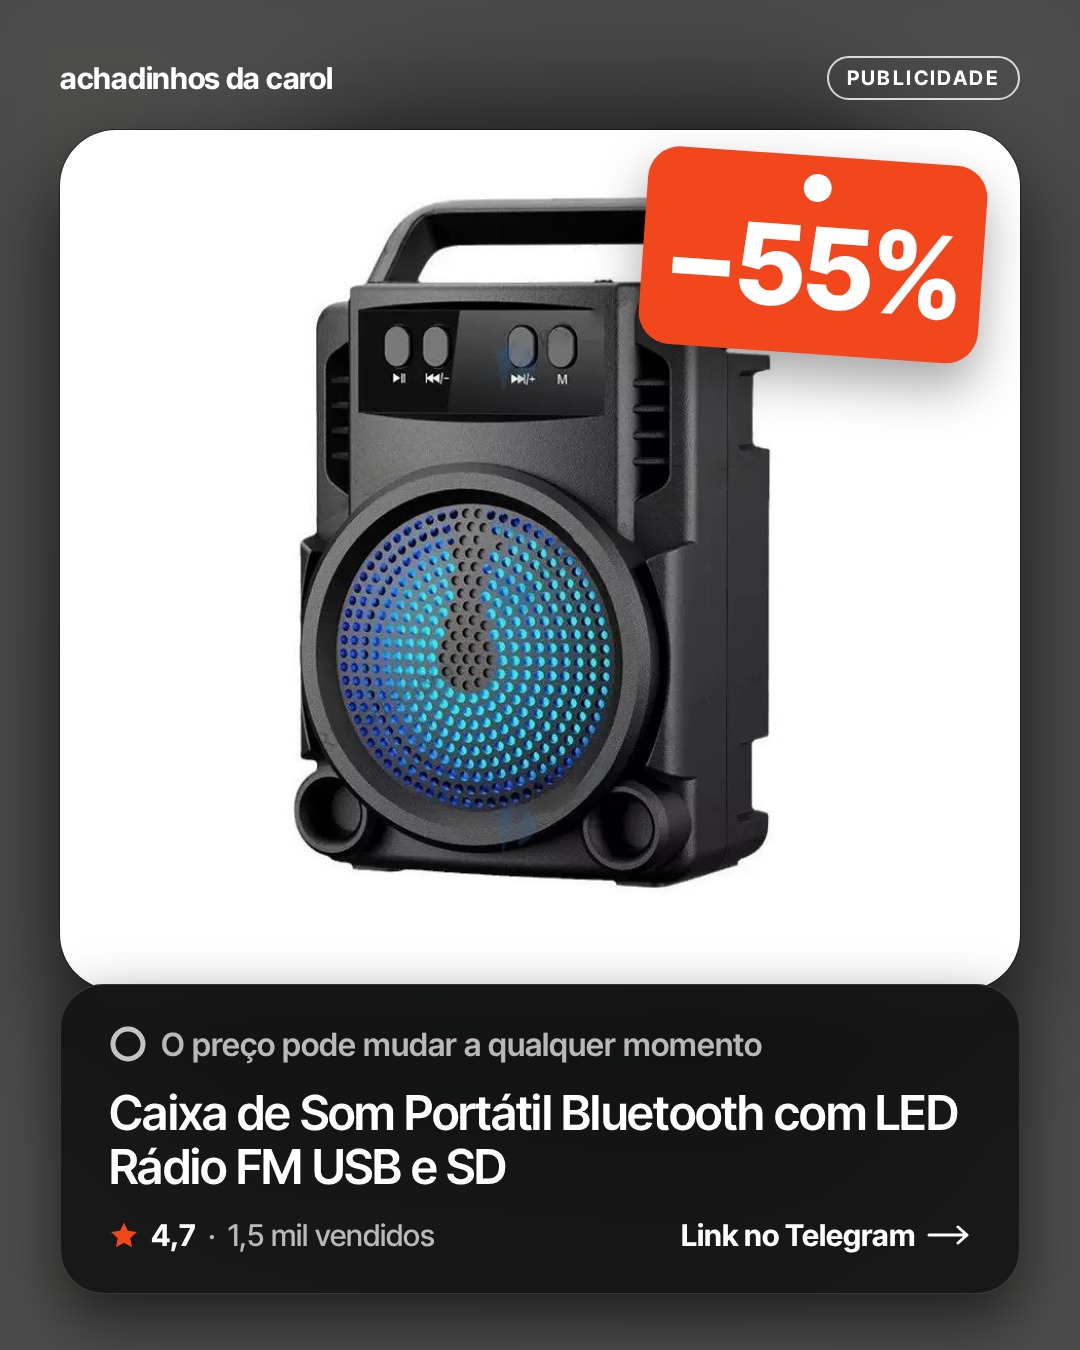 achadinhos da carol
PUBLICIDADE
–55%
M
O preço pode mudar a qualquer momento
Caixa de Som Portátil Bluetooth com LED
Rádio FM USB e SD
4,7 · 1,5 mil vendidos
Link no Telegram →